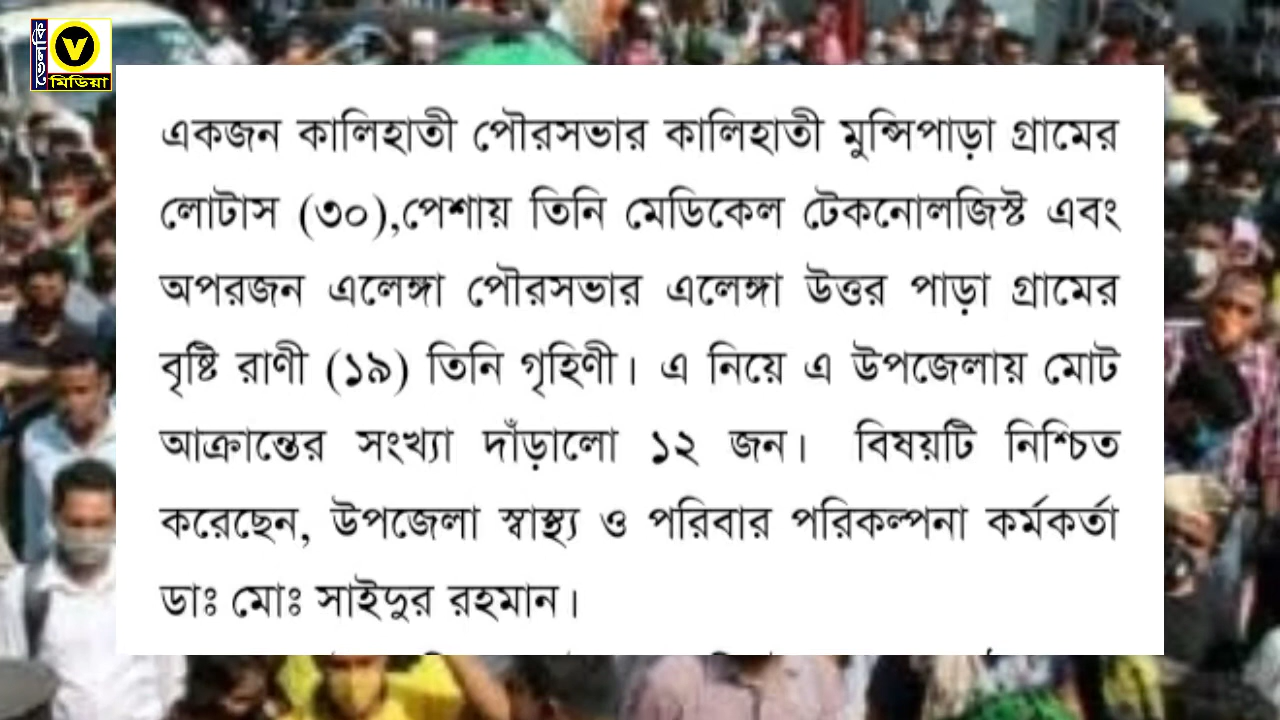 ভেলকি
V
মিডিয়া
একজন কালিহাতী পৌরসভার কালিহাতী মুন্সিপাড়া গ্রামের
লোটাস (৩০),পেশায় তিনি মেডিকেল টেকনোলজিস্ট এবং
অপরজন এলেঙ্গা পৌরসভার এলেঙ্গা উত্তর পাড়া গ্রামের
বৃষ্টি রাণী (১৯) তিনি গৃহিণী। এ নিয়ে এ উপজেলায় মোট
আক্রান্তের সংখ্যা দাঁড়ালো ১২ জন। বিষয়টি নিশ্চিত
করেছেন, উপজেলা স্বাস্থ্য ও পরিবার পরিকল্পনা কর্মকর্তা
ডাঃ মোঃ সাইদুর রহমান।